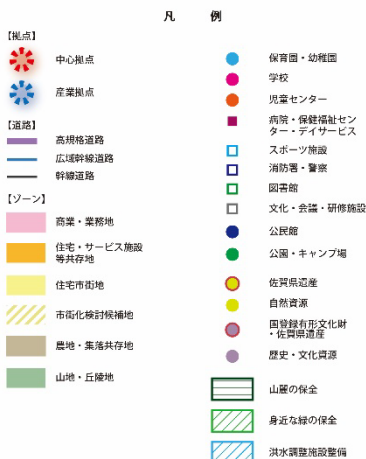 凡 例
【拠点】
中心拠点
産業拠点
【道路】
高規格道路
広域幹線道路
幹線道路
【ゾーン】
商業・業務地
住宅・サービス施設
等共存地
住宅市街地
市街化検討候補地
農地・集落共存地
山地・丘陵地
保育園・幼稚園
学校
児童センター
病院・保健福祉セン
ター・デイサービス
スポーツ施設
消防署・警察
図書館
文化・会議・研修施設
公民館
公園・キャンプ場
佐賀県遺産
自然資源
国登録有形文化財
・佐賀県遺産
歴史・文化資源
山麓の保全
身近な緑の保全
洪水調整施設整備